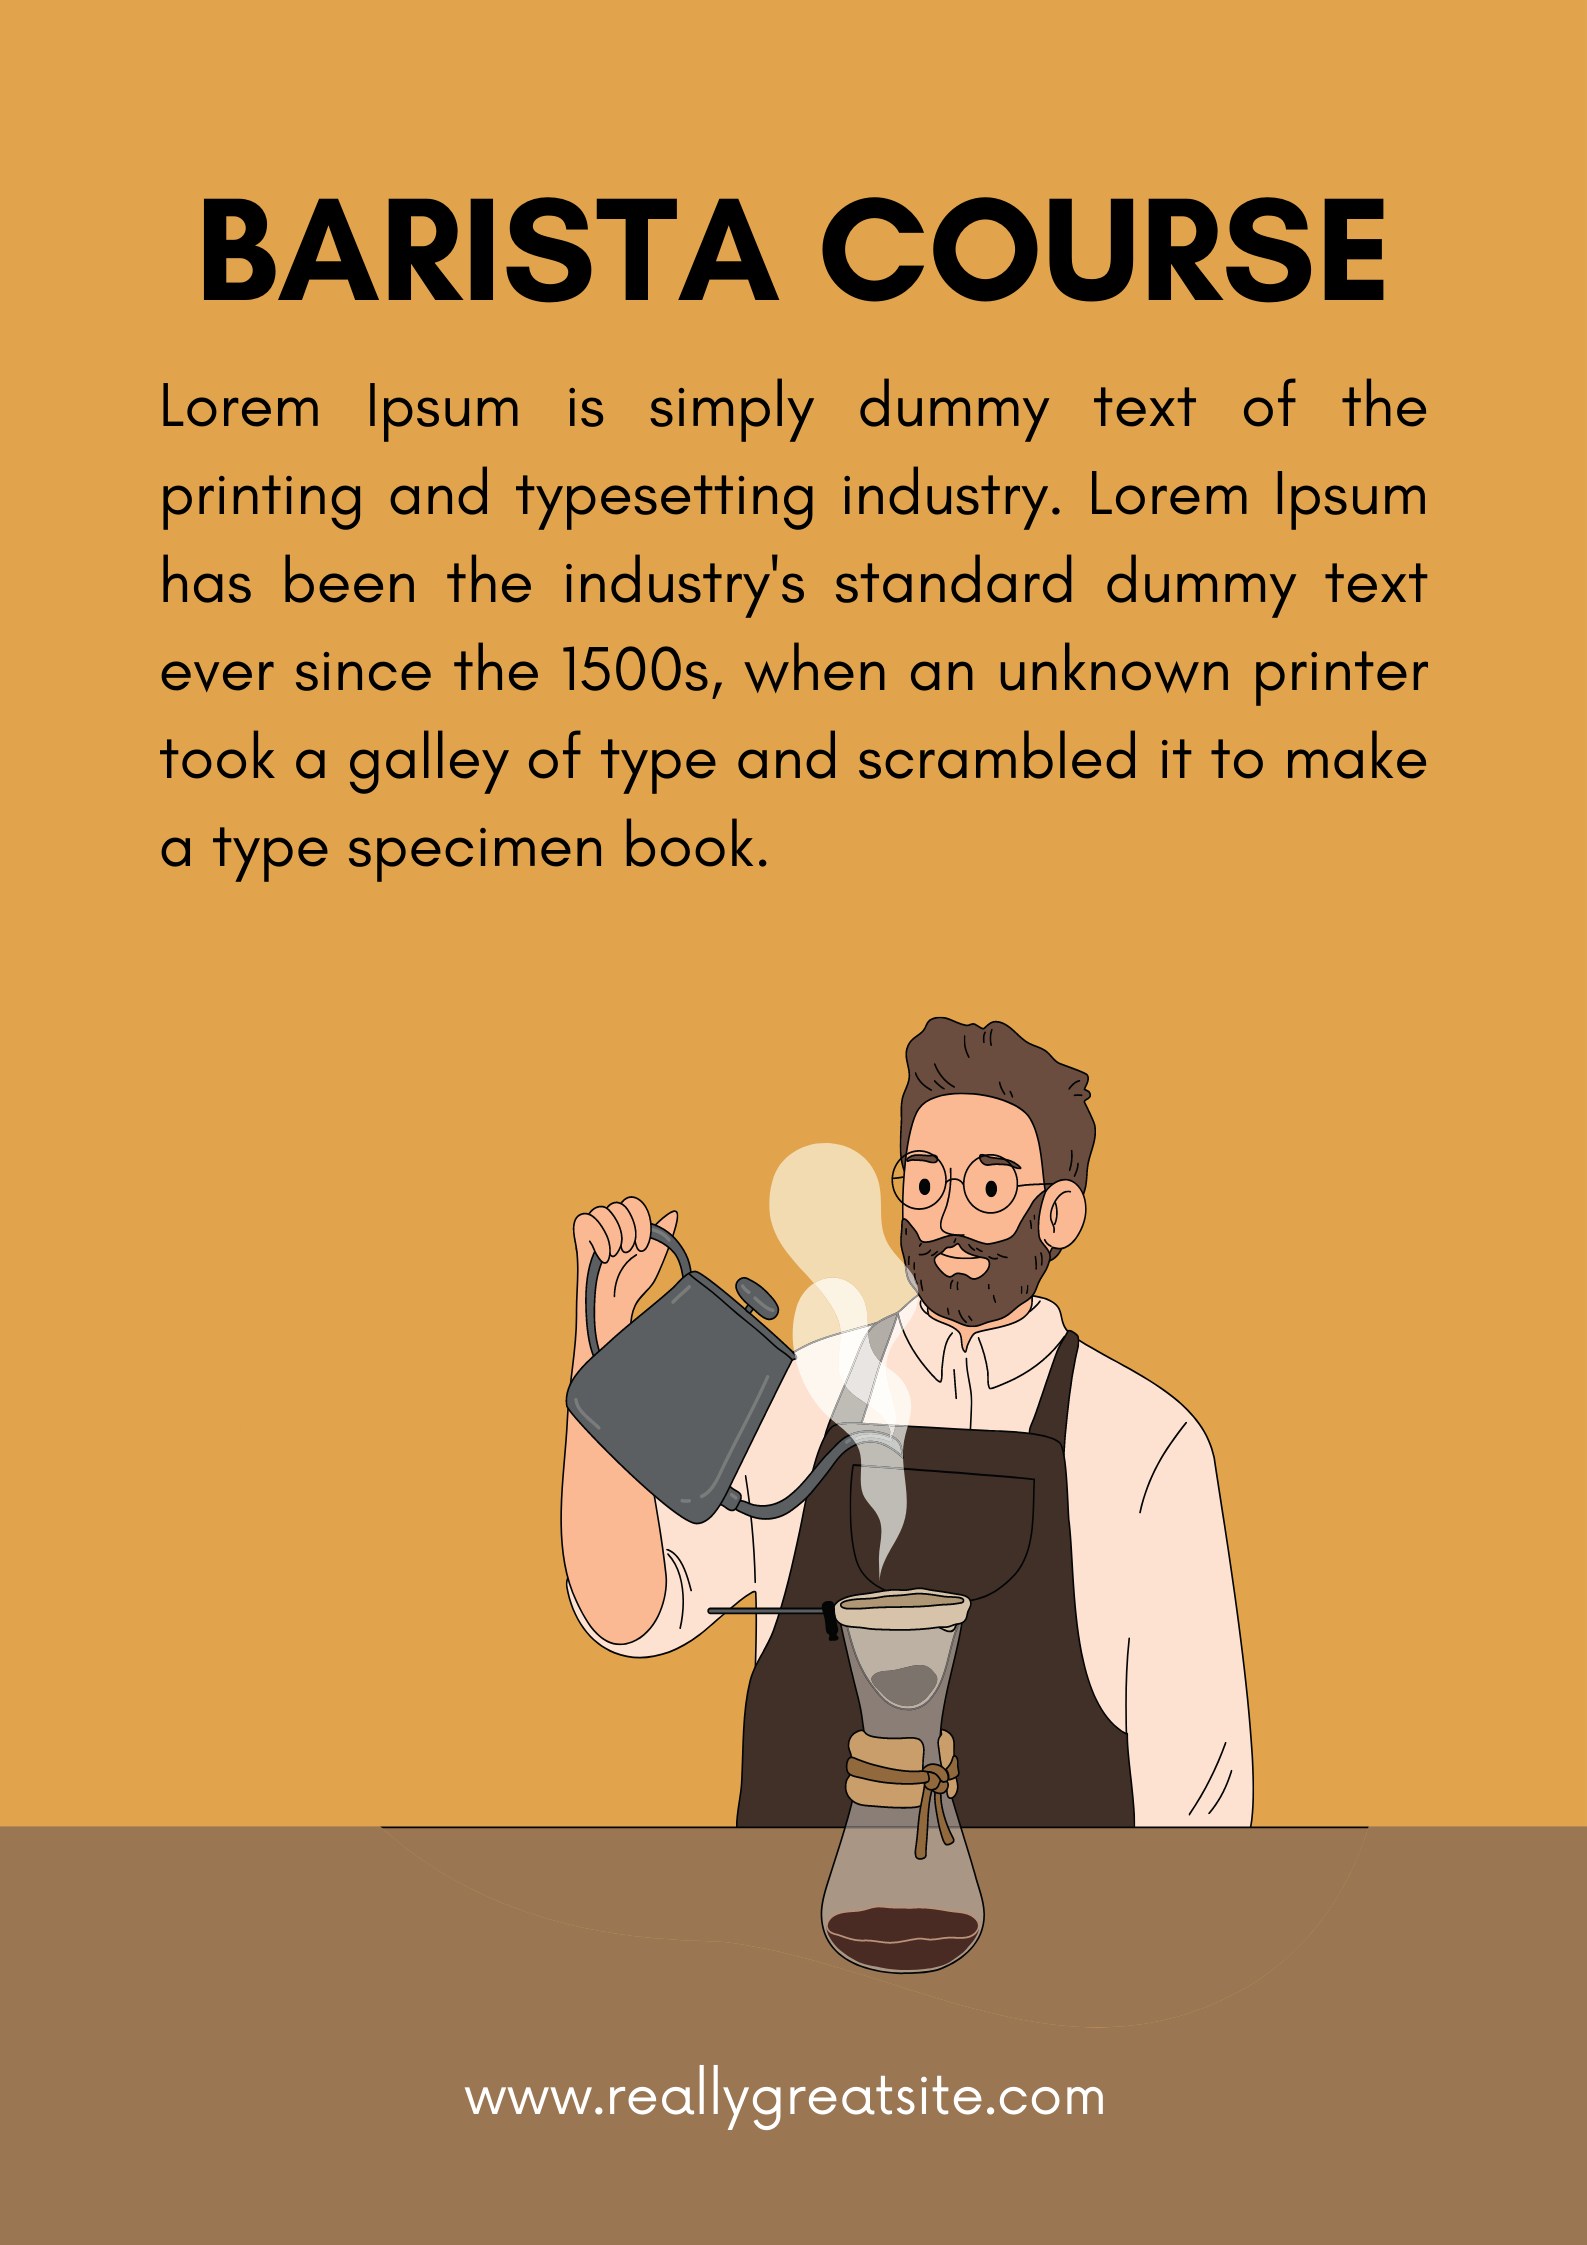 BARISTA COURSE
Lorem Ipsum is simply dummy text of the
printing and typesetting industry. Lorem Ipsum
has been the industry's standard dummy text
ever since the 1500s, when an unknown printer
took a galley of type and scrambled it to make
a type specimen book.
www.reallygreatsite.com